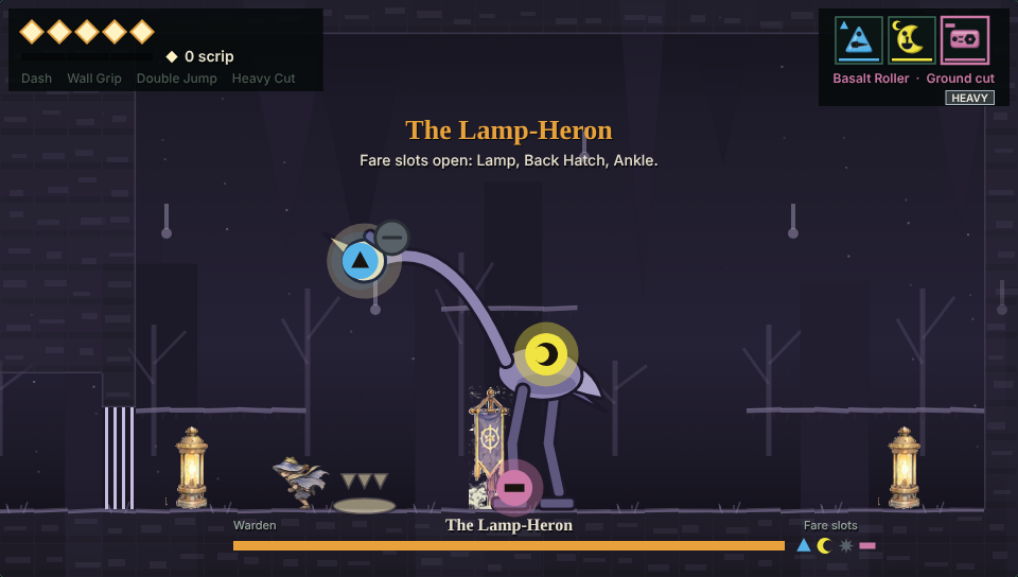 0 scrip
Dash Wall Grip Double Jump Heavy Cut
Basalt Roller · Ground cut
HEAVY
The Lamp-Heron
Fare slots open: Lamp, Back Hatch, Ankle.
Warden
The Lamp-Heron
Fare slots